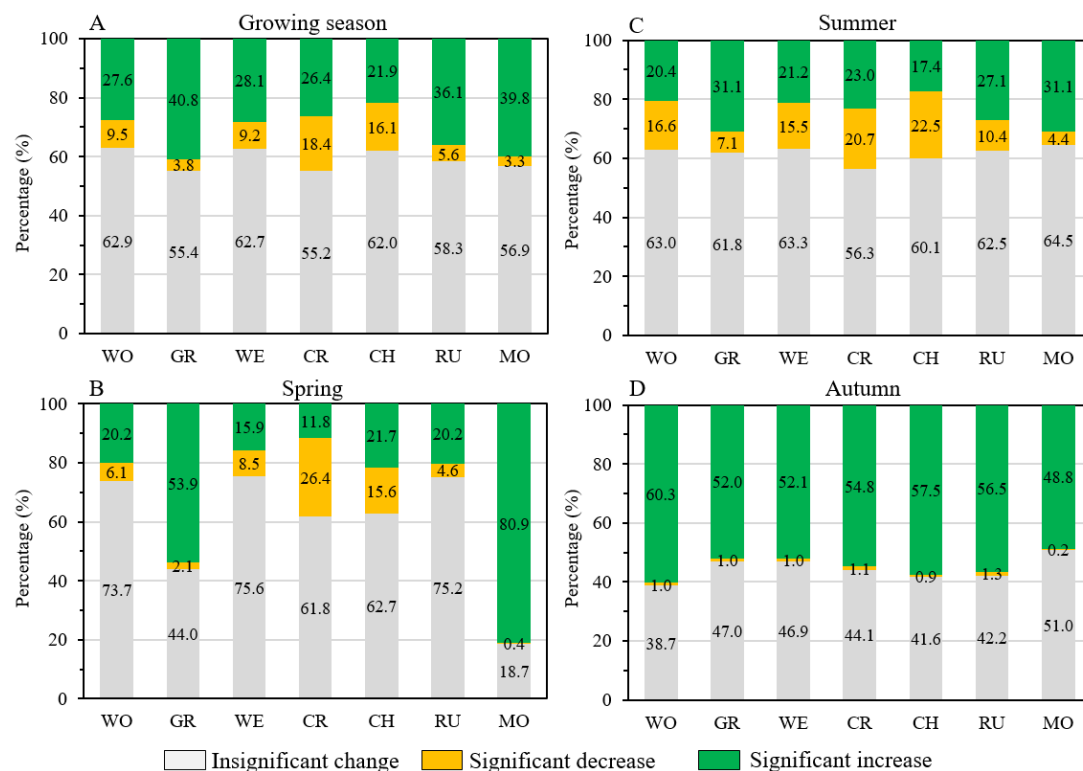 A Growing season
Percentage (%)
100
80
60
40
20
0
27.6 40.8 28.1 26.4 21.9 36.1 39.8
9.5 3.8 9.2 18.4 16.1 5.6 3.3
62.9 55.4 62.7 55.2 62.0 58.3 56.9
WO GR WE CR CH RU MO
C Summer
Percentage (%)
100
80
60
40
20
0
20.4 31.1 21.2 23.0 17.4 27.1 31.1
16.6 7.1 15.5 20.7 22.5 10.4 4.4
63.0 61.8 63.3 56.3 60.1 62.5 64.5
WO GR WE CR CH RU MO
B Spring
Percentage (%)
100
80
60
40
20
0
20.2 53.9 15.9 11.8 21.7 20.2 80.9
6.1 2.1 8.5 26.4 15.6 4.6 0.4
73.7 44.0 75.6 61.8 62.7 75.2 18.7
WO GR WE CR CH RU MO
D Autumn
Percentage (%)
100
80
60
40
20
0
60.3 52.0 52.1 54.8 57.5 56.5 48.8
1.0 1.0 1.0 1.1 0.9 1.3 0.2
38.7 47.0 46.9 44.1 41.6 42.2 51.0
WO GR WE CR CH RU MO
Insignificant change Significant decrease Significant increase